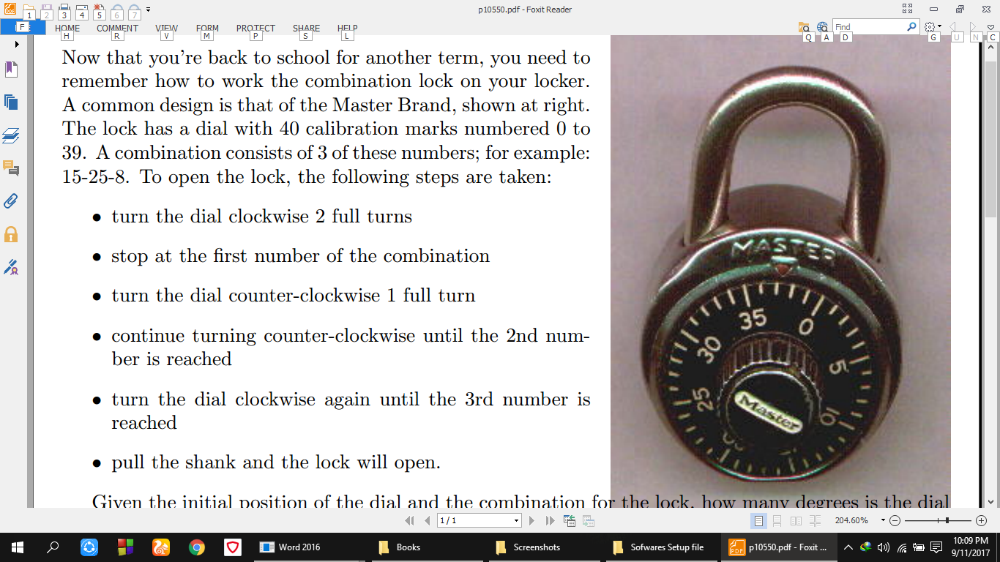 p10550.pdf - Foxit Reader
1 2 3 4 5 6 7
HOME COMMENT VIEW FORM PROTECT SHARE HELP
Find
F H R V M P S L Q A D G U N C
Now that you're back to school for another term, you need to
remember how to work the combination lock on your locker.
A common design is that of the Master Brand, shown at right.
The lock has a dial with 40 calibration marks numbered 0 to
39. A combination consists of 3 of these numbers; for example:
15-25-8. To open the lock, the following steps are taken:
• turn the dial clockwise 2 full turns
• stop at the first number of the combination
• turn the dial counter-clockwise 1 full turn
• continue turning counter-clockwise until the 2nd num-
ber is reached
• turn the dial clockwise again until the 3rd number is
reached
• pull the shank and the lock will open.
Given the initial position of the dial and the combination for the lock, how many degrees is the dial
MASTER
35 0
30 5
25 10
Master
1 / 1
204.60%
Word 2016
Books
Screenshots
Sofwares Setup file
p10550.pdf - Foxit ...
10:09 PM
9/11/2017